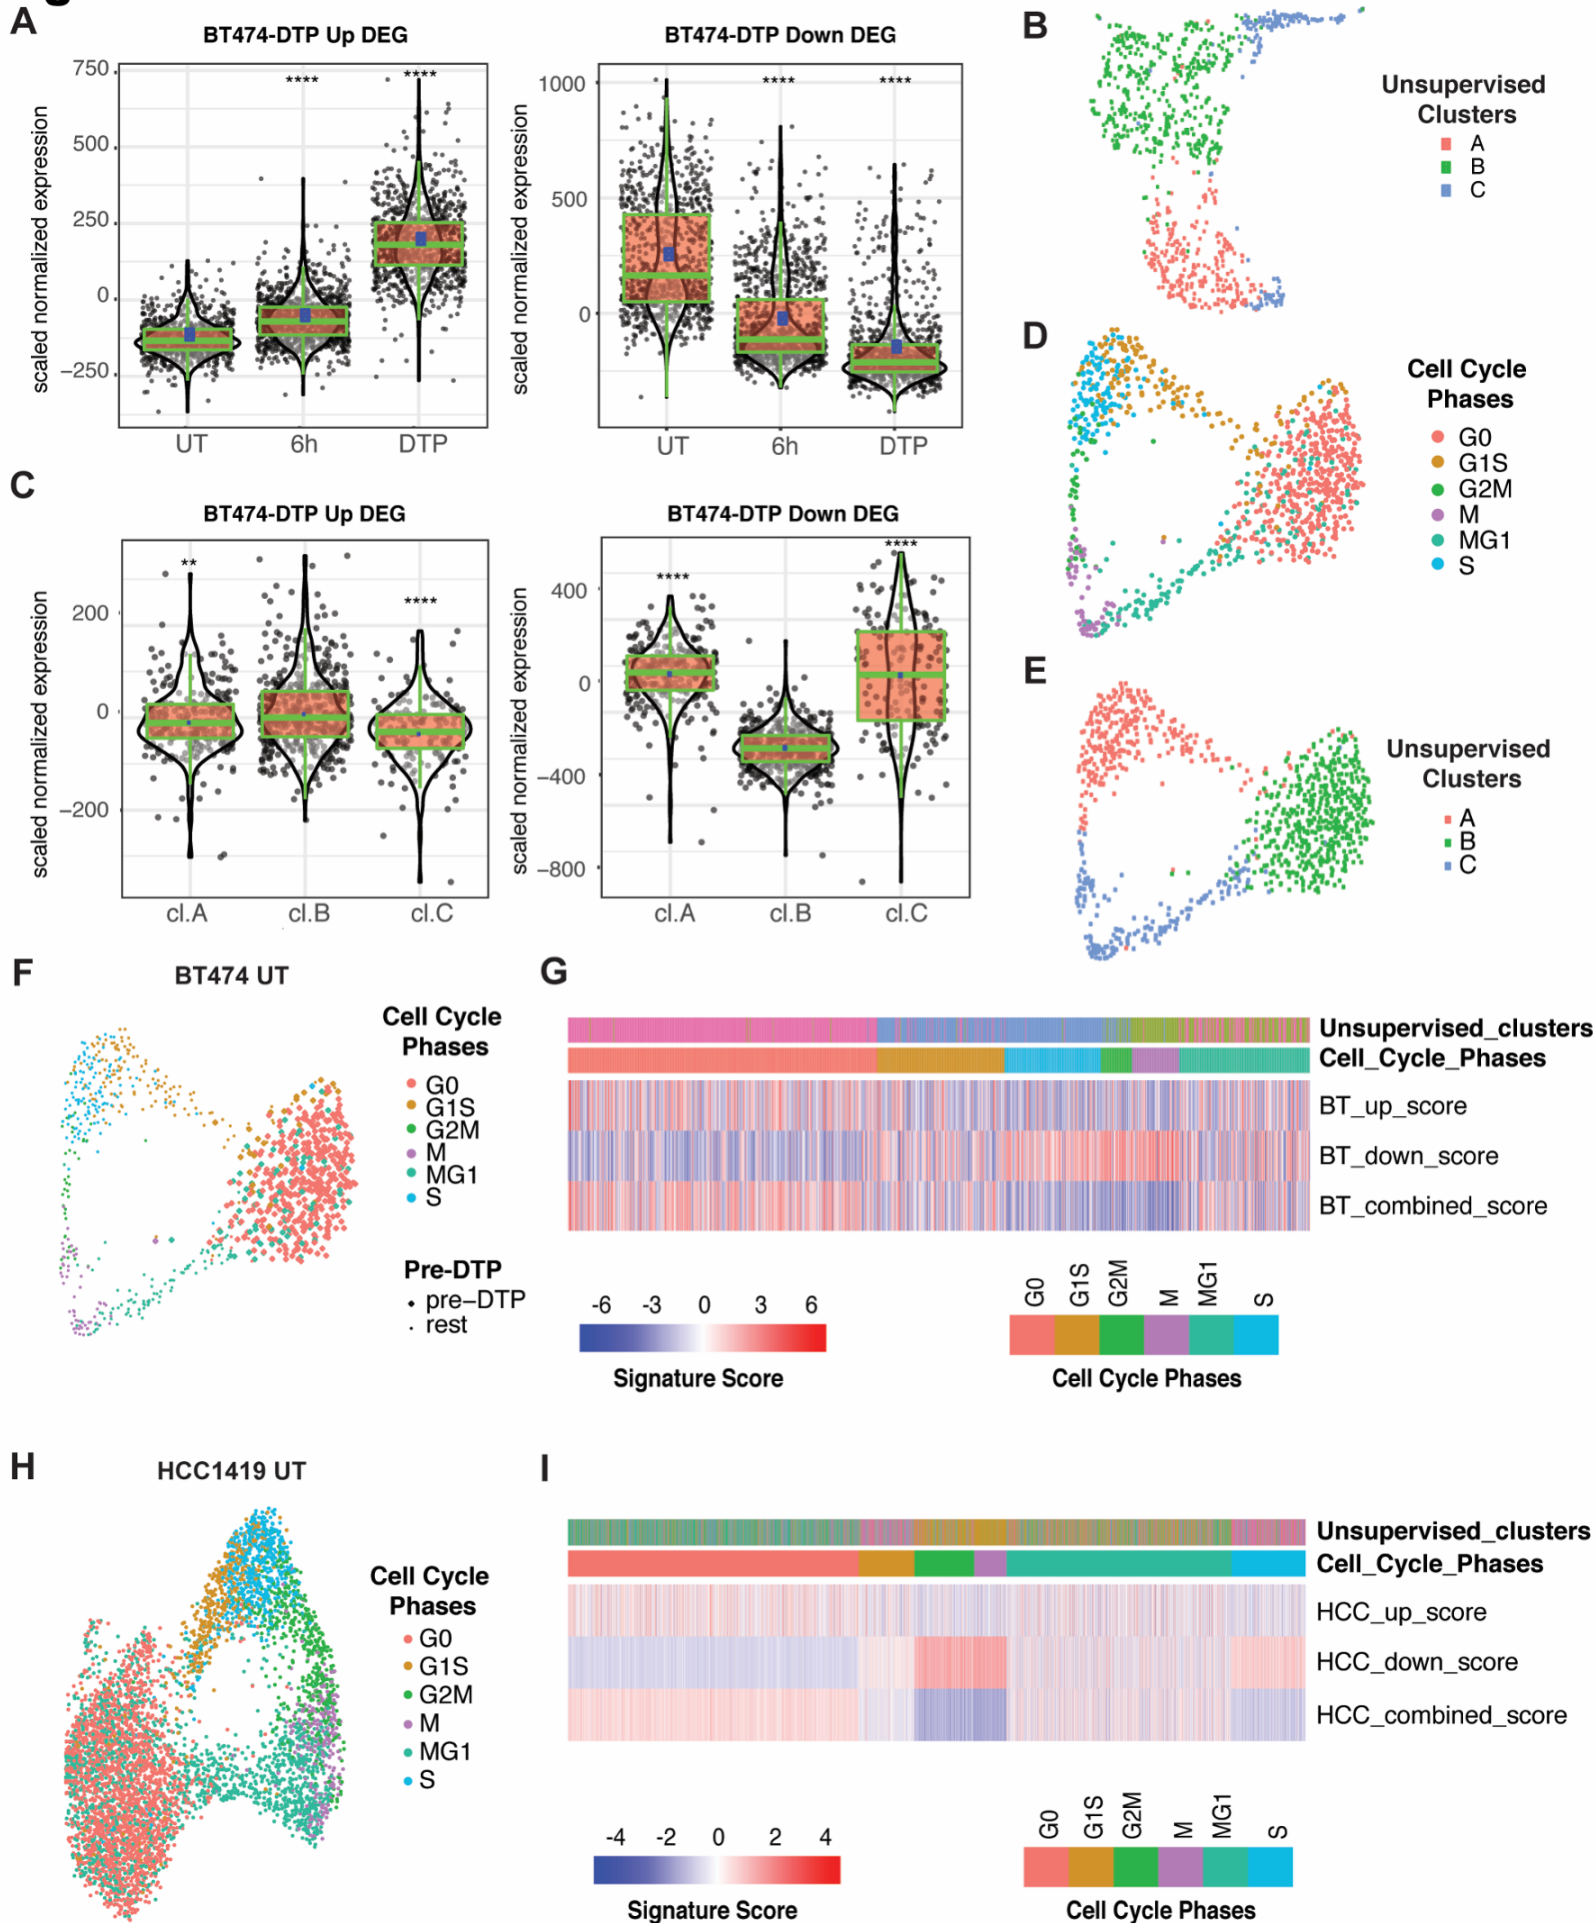 A
BT474-DTP Up DEG
scaled normalized expression
750
500
250
0
−250
****
****
UT
6h
DTP
BT474-DTP Down DEG
scaled normalized expression
1000
500
0
****
****
UT
6h
DTP
B
Unsupervised
Clusters
A
B
C
C
BT474-DTP Up DEG
scaled normalized expression
200
0
−200
**
****
cl.A
cl.B
cl.C
BT474-DTP Down DEG
scaled normalized expression
400
0
−400
−800
****
****
cl.A
cl.B
cl.C
D
Cell Cycle
Phases
G0
G1S
G2M
M
MG1
S
E
Unsupervised
Clusters
A
B
C
F
BT474 UT
Cell Cycle
Phases
G0
G1S
G2M
M
MG1
S
Pre-DTP
pre−DTP
rest
G
Unsupervised_clusters
Cell_Cycle_Phases
BT_up_score
BT_down_score
BT_combined_score
-6 -3 0 3 6
Signature Score
G0 G1S G2M M MG1 S
Cell Cycle Phases
H
HCC1419 UT
Cell Cycle
Phases
G0
G1S
G2M
M
MG1
S
I
Unsupervised_clusters
Cell_Cycle_Phases
HCC_up_score
HCC_down_score
HCC_combined_score
-4 -2 0 2 4
Signature Score
G0 G1S G2M M MG1 S
Cell Cycle Phases